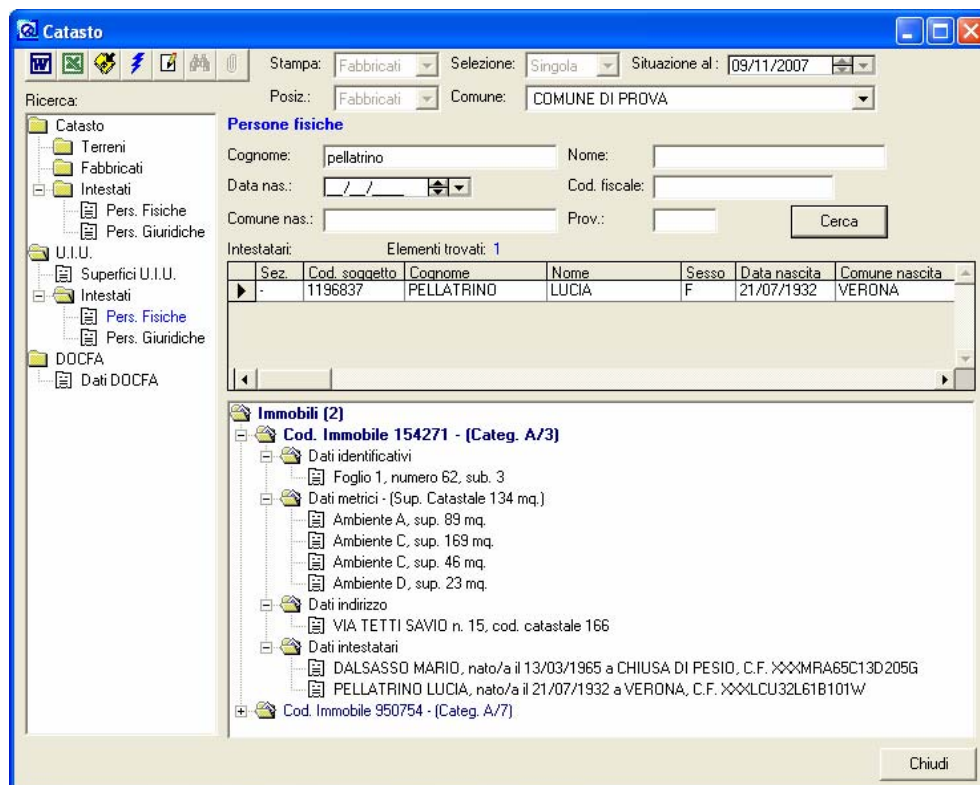 Catasto
Stampa: Fabbricati Selezione: Singola Situazione al : 09/11/2007
Posiz.: Fabbricati Comune: COMUNE DI PROVA
Ricerca:
Catasto
Terreni
Fabbricati
Intestati
Pers. Fisiche
Pers. Giuridiche
U.I.U.
Superfici U.I.U.
Intestati
Pers. Fisiche
Pers. Giuridiche
DOCFA
Dati DOCFA
Persone fisiche
Cognome: pellatrino Nome:
Data nas.: __/__/____ Cod. fiscale:
Comune nas.: Prov.: Cerca
Intestatari: Elementi trovati: 1
Sez. Cod. soggetto Cognome Nome Sesso Data nascita Comune nascita
- 1196837 PELLATRINO LUCIA F 21/07/1932 VERONA
Immobili (2)
Cod. Immobile 154271 - (Categ. A/3)
Dati identificativi
Foglio 1, numero 62, sub. 3
Dati metrici - (Sup. Catastale 134 mq.)
Ambiente A, sup. 89 mq.
Ambiente C, sup. 169 mq.
Ambiente C, sup. 46 mq.
Ambiente D, sup. 23 mq.
Dati indirizzo
VIA TETTI SAVIO n. 15, cod. catastale 166
Dati intestatari
DALSASSO MARIO, nato/a il 13/03/1965 a CHIUSA DI PESIO, C.F. XXXMRA65C13D205G
PELLATRINO LUCIA, nato/a il 21/07/1932 a VERONA, C.F. XXXLCU32L61B101W
Cod. Immobile 950754 - (Categ. A/7)
Chiudi